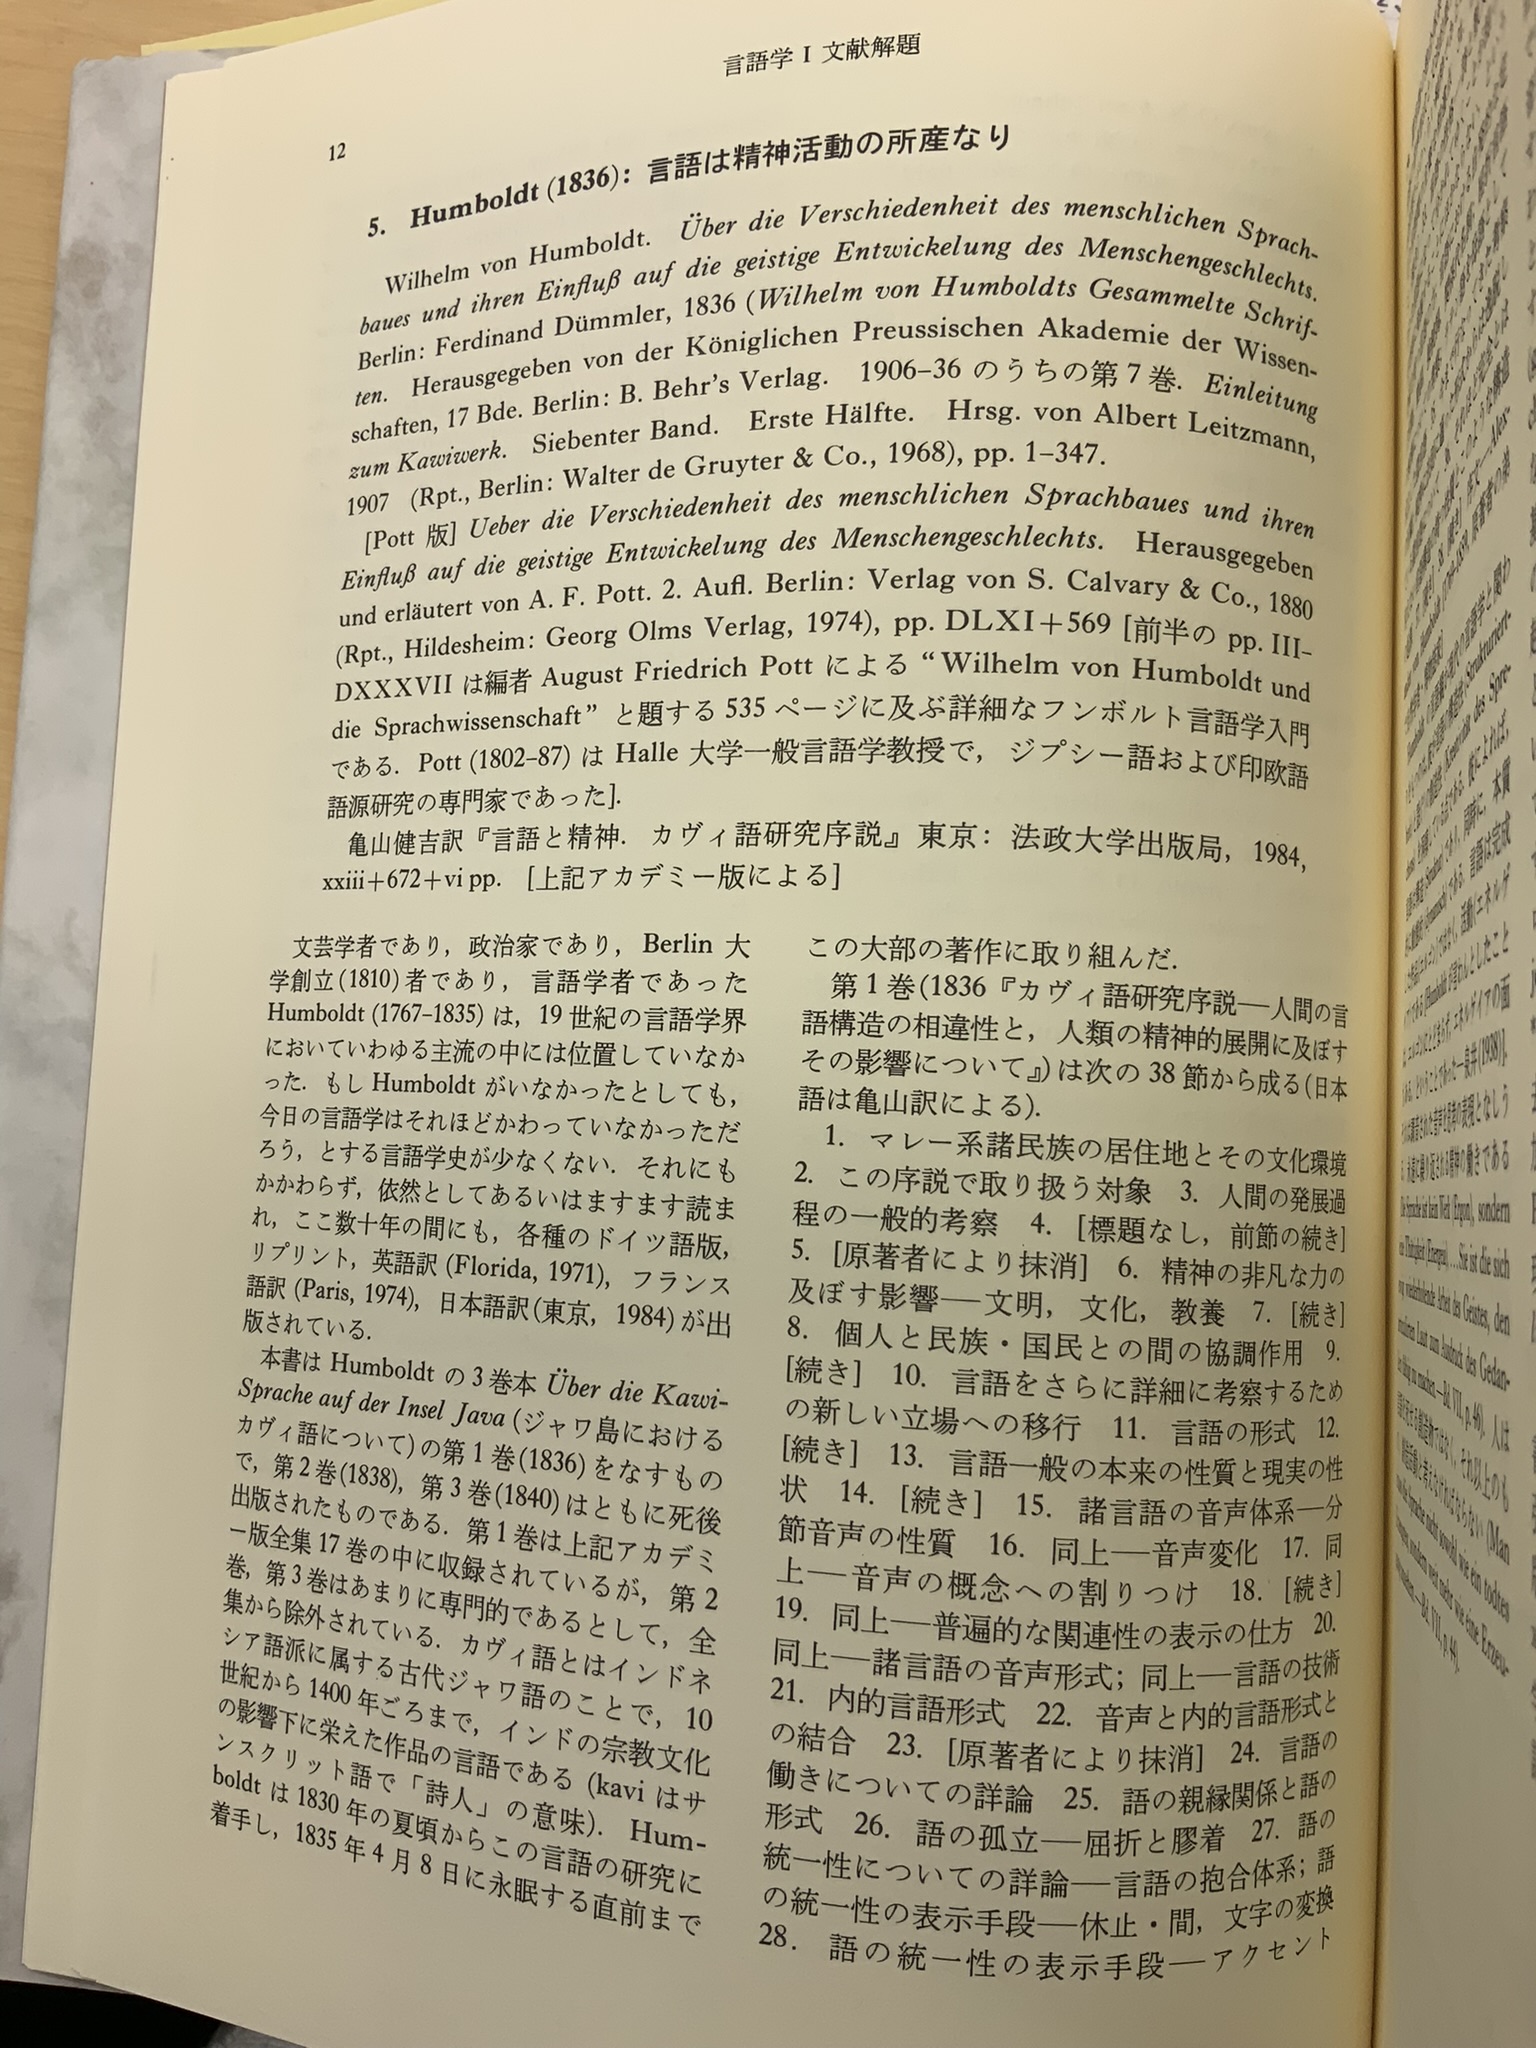 言語学 I 文献解題
12
5. Humboldt (1836): 言語は精神活動の所産なり
Wilhelm von Humboldt. Über die Verschiedenheit des menschlichen Sprach-
baues und ihren Einfluß auf die geistige Entwickelung des Menschengeschlechts.
Berlin: Ferdinand Dümmler, 1836 (Wilhelm von Humboldts Gesammelte Schrif-
ten. Herausgegeben von der Königlichen Preussischen Akademie der Wissen-
schaften, 17 Bde. Berlin: B. Behr's Verlag. 1906–36 のうちの第7巻. Einleitung
zum Kawiwerk. Siebenter Band. Erste Hälfte. Hrsg. von Albert Leitzmann,
1907 (Rpt., Berlin: Walter de Gruyter & Co., 1968), pp. 1–347.
[Pott 版] Ueber die Verschiedenheit des menschlichen Sprachbaues und ihren
Einfluß auf die geistige Entwickelung des Menschengeschlechts. Herausgegeben
und erläutert von A. F. Pott. 2. Aufl. Berlin: Verlag von S. Calvary & Co., 1880
(Rpt., Hildesheim: Georg Olms Verlag, 1974), pp. DLXI+569 [前半の pp. III–
DXXXVII は編者 August Friedrich Pott による “Wilhelm von Humboldt und
die Sprachwissenschaft” と題する535ページに及ぶ詳細なフンボルト言語学入門
である. Pott (1802–87) は Halle 大学一般言語学教授で, ジプシー語および印欧語
語源研究の専門家であった].
亀山健吉訳『言語と精神. カヴィ語研究序説』東京: 法政大学出版局, 1984,
xxiii+672+vi pp. [上記アカデミー版による]
文芸学者であり, 政治家であり, Berlin 大
学創立(1810)者であり, 言語学者であった
Humboldt (1767–1835) は, 19世紀の言語学界
においていわゆる主流の中には位置していなか
った. もし Humboldt がいなかったとしても,
今日の言語学はそれほどかわっていなかっただ
ろう, とする言語学史が少なくない. それにも
かかわらず, 依然としてあるいはますます読ま
れ, ここ数十年の間にも, 各種のドイツ語版,
リプリント, 英語訳 (Florida, 1971), フランス
語訳 (Paris, 1974), 日本語訳(東京, 1984)が出
版されている.
本書は Humboldt の3巻本 Über die Kawi-
Sprache auf der Insel Java (ジャワ島における
カヴィ語について)の第1巻(1836)をなすもの
で, 第2巻(1838), 第3巻(1840)はともに死後
出版されたものである. 第1巻は上記アカデミ
ー版全集17巻の中に収録されているが, 第2
巻, 第3巻はあまりに専門的であるとして, 全
集から除外されている. カヴィ語とはインドネ
シア語派に属する古代ジャワ語のことで, 10
世紀から1400年ごろまで, インドの宗教文化
の影響下に栄えた作品の言語である (kavi はサ
ンスクリット語で「詩人」の意味). Hum-
boldt は1830年の夏頃からこの言語の研究に
着手し, 1835年4月8日に永眠する直前まで
この大部の著作に取り組んだ.
第1巻(1836『カヴィ語研究序説—人間の言
語構造の相違性と, 人類の精神的展開に及ぼす
その影響について』)は次の38節から成る(日本
語は亀山訳による).
1. マレー系諸民族の居住地とその文化環境
2. この序説で取り扱う対象 3. 人間の発展過
程の一般的考察 4. [標題なし, 前節の続き]
5. [原著者により抹消] 6. 精神の非凡な力の
及ぼす影響—文明, 文化, 教養 7. [続き]
8. 個人と民族・国民との間の協調作用 9.
[続き] 10. 言語をさらに詳細に考察するため
の新しい立場への移行 11. 言語の形式 12.
[続き] 13. 言語一般の本来の性質と現実の性
状 14. [続き] 15. 諸言語の音声体系—分
節音声の性質 16. 同上—音声変化 17. 同
上—音声の概念への割りつけ 18. [続き]
19. 同上—普遍的な関連性の表示の仕方 20.
同上—諸言語の音声形式; 同上—言語の技術
21. 内的言語形式 22. 音声と内的言語形式と
の結合 23. [原著者により抹消] 24. 言語の
働きについての詳論 25. 語の親縁関係と語の
形式 26. 語の孤立—屈折と膠着 27. 語の
統一性についての詳論—言語の抱合体系; 語
の統一性の表示手段—休止・間, 文字の変換
28. 語の統一性の表示手段—アクセント